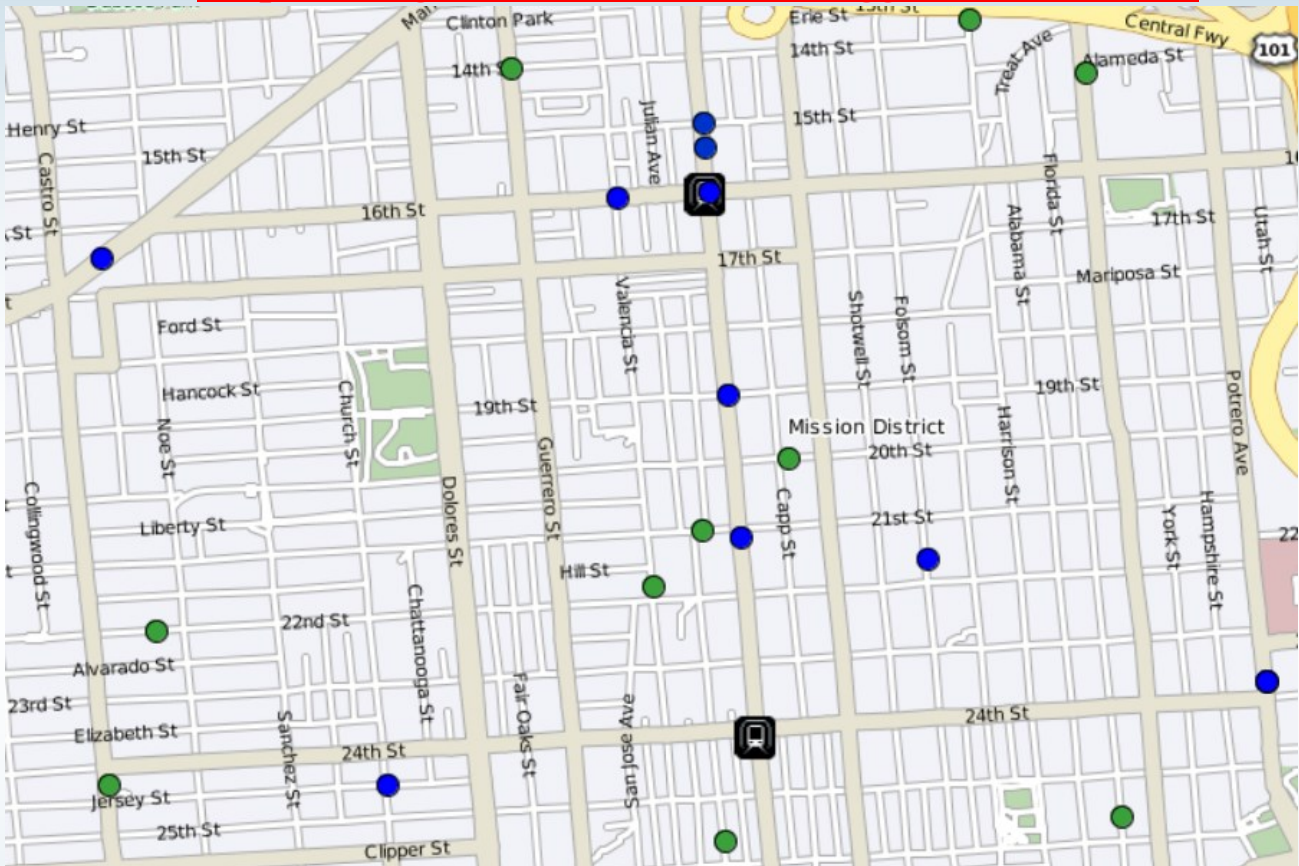 Clinton Park
Erie St
13th St
Central Fwy
101
14th St
14th
Treat Ave
Alameda St
Henry St
15th St
Julian Ave
15th St
Castro St
16th St
Florida St
17th St
Alabama St
Utah St
17th St
Mariposa St
Ford St
Valencia St
Shotwell St
Folsom St
Hancock St
Church St
19th St
19th St
Potrero Ave
Noe St
Guerrero St
Mission District
20th St
Harrison St
Collingwood St
Liberty St
Dolores St
Capp St
21st St
York St
Hampshire St
22
Hill St
22nd St
Chattanooga St
Alvarado St
23rd St
Elizabeth St
Sanchez St
24th St
Fair Oaks St
San Jose Ave
24th St
Jersey St
25th St
Clipper St